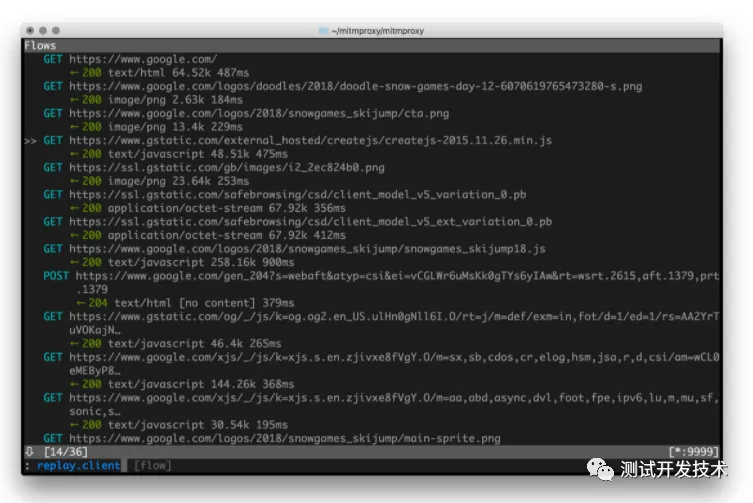 ~/mitmproxy/mitmproxy
Flows
GET https://www.google.com/
← 200 text/html 64.52k 487ms
GET https://www.google.com/logos/doodles/2018/doodle-snow-games-day-12-6070619765473280-s.png
← 200 image/png 2.63k 184ms
GET https://www.google.com/logos/2018/snowgames_skijump/cta.png
← 200 image/png 13.4k 229ms
>> GET https://www.gstatic.com/external_hosted/createjs/createjs-2015.11.26.min.js
← 200 text/javascript 48.51k 475ms
GET https://ssl.gstatic.com/gb/images/i2_2ec824b0.png
← 200 image/png 23.64k 253ms
GET https://ssl.gstatic.com/safebrowsing/csd/client_model_v5_variation_0.pb
← 200 application/octet-stream 67.92k 356ms
GET https://ssl.gstatic.com/safebrowsing/csd/client_model_v5_ext_variation_0.pb
← 200 application/octet-stream 67.92k 412ms
GET https://www.google.com/logos/2018/snowgames_skijump/snowgames_skijump18.js
← 200 text/javascript 258.16k 900ms
POST https://www.google.com/gen_204?s=webaft&atyp=csi&ei=vCGLWr6uMsKk0gTYs6yIAw&rt=wsrt.2615,aft.1379,prt
.1379
← 204 text/html [no content] 379ms
GET https://www.gstatic.com/og/_/js/k=og.og2.en_US.ulHn0gNll6I.O/rt=j/m=def/exm=in,fot/d=1/ed=1/rs=AA2YrT
uVOKajN…
← 200 text/javascript 46.4k 265ms
GET https://www.google.com/xjs/_/js/k=xjs.s.en.zjivxe8fVgY.O/m=sx,sb,cdos,cr,elog,hsm,jsa,r,d,csi/am=wCL0
eMEByP8…
← 200 text/javascript 144.26k 368ms
GET https://www.google.com/xjs/_/js/k=xjs.s.en.zjivxe8fVgY.O/m=aa,abd,async,dvl,foot,fpe,ipv6,lu,m,mu,sf,
sonic,s…
← 200 text/javascript 30.54k 195ms
GET https://www.google.com/logos/2018/snowgames_skijump/main-sprite.png
⇩ [14/36] [*:9999]
: replay.client [flow]
测试开发技术